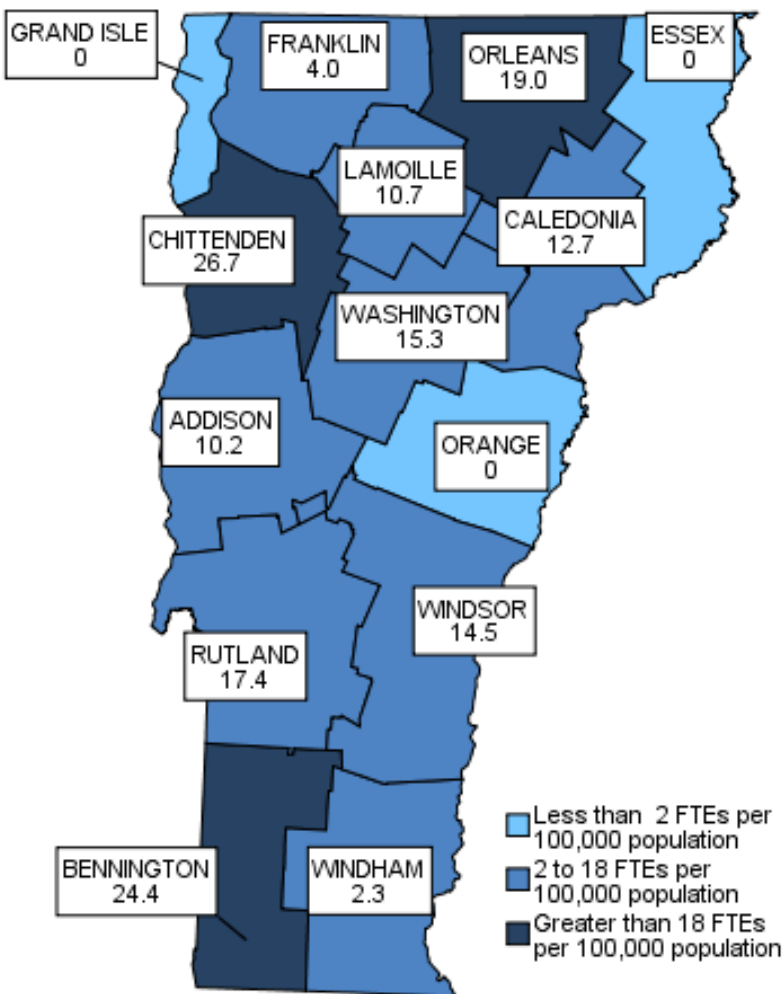 GRAND ISLE
0
FRANKLIN
4.0
ORLEANS
19.0
ESSEX
0
LAMOILLE
10.7
CALEDONIA
12.7
CHITTENDEN
26.7
WASHINGTON
15.3
ADDISON
10.2
ORANGE
0
WINDSOR
14.5
RUTLAND
17.4
BENNINGTON
24.4
WINDHAM
2.3
Less than 2 FTEs per
100,000 population
2 to 18 FTEs per
100,000 population
Greater than 18 FTEs
per 100,000 population